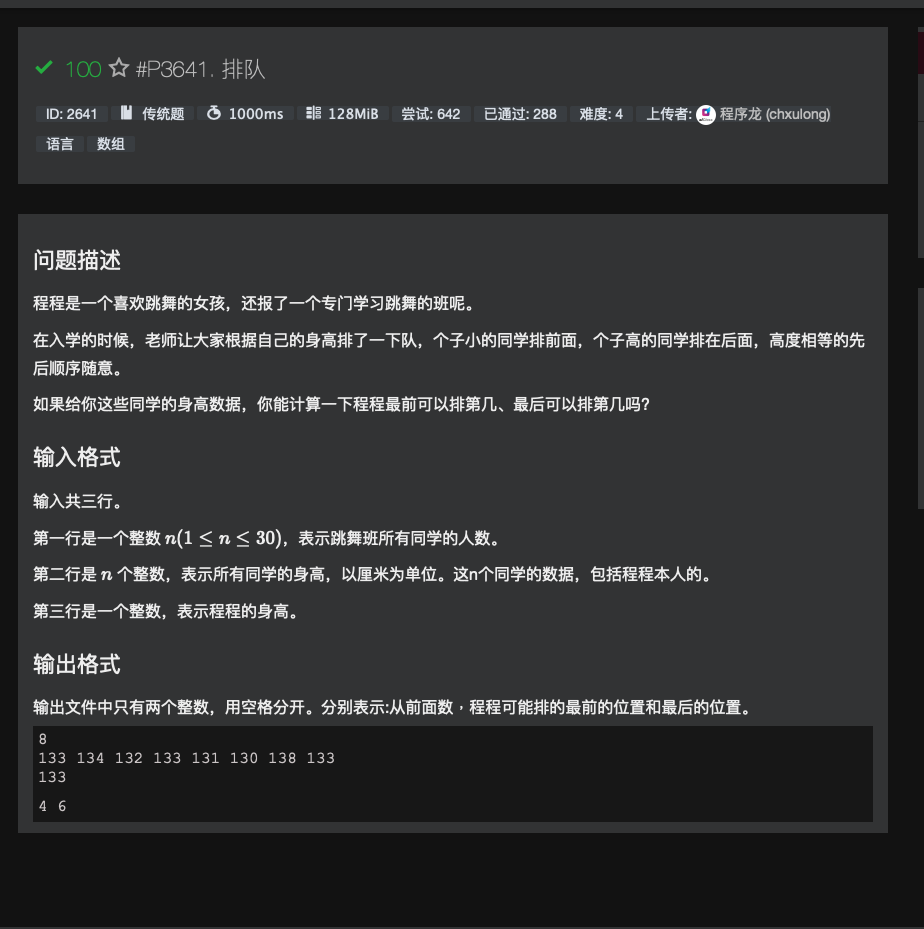 100 #P3641. 排队
ID: 2641 传统题 1000ms 128MiB 尝试: 642 已通过: 288 难度: 4 上传者: 程序龙 (chxulong)
语言 数组
问题描述
程程是一个喜欢跳舞的女孩，还报了一个专门学习跳舞的班呢。
在入学的时候，老师让大家根据自己的身高排了一下队，个子小的同学排前面，个子高的同学排在后面，高度相等的先
后顺序随意。
如果给你这些同学的身高数据，你能计算一下程程最前可以排第几、最后可以排第几吗?
输入格式
输入共三行。
第一行是一个整数 n(1 ≤ n ≤ 30)，表示跳舞班所有同学的人数。
第二行是 n 个整数，表示所有同学的身高，以厘米为单位。这n个同学的数据，包括程程本人的。
第三行是一个整数，表示程程的身高。
输出格式
输出文件中只有两个整数，用空格分开。分别表示:从前面数，程程可能排的最前的位置和最后的位置。
8
133 134 132 133 131 130 138 133
133
4 6